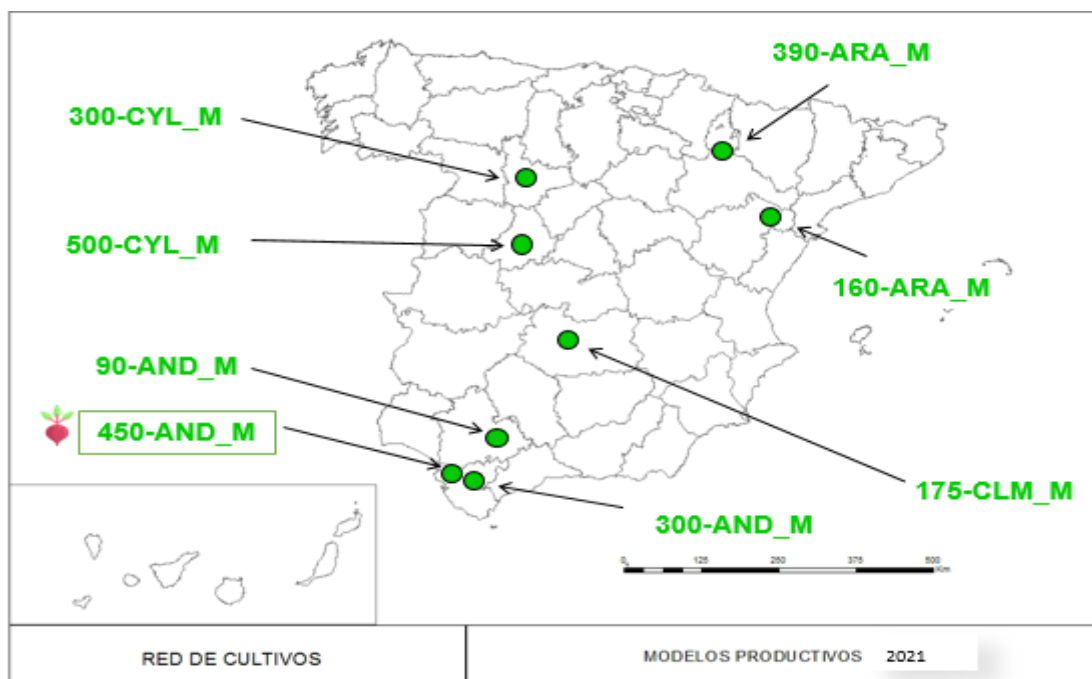 390-ARA_M
300-CYL_M
500-CYL_M
160-ARA_M
90-AND_M
450-AND_M
175-CLM_M
300-AND_M
0 125 250 375 500
Km
RED DE CULTIVOS
MODELOS PRODUCTIVOS 2021